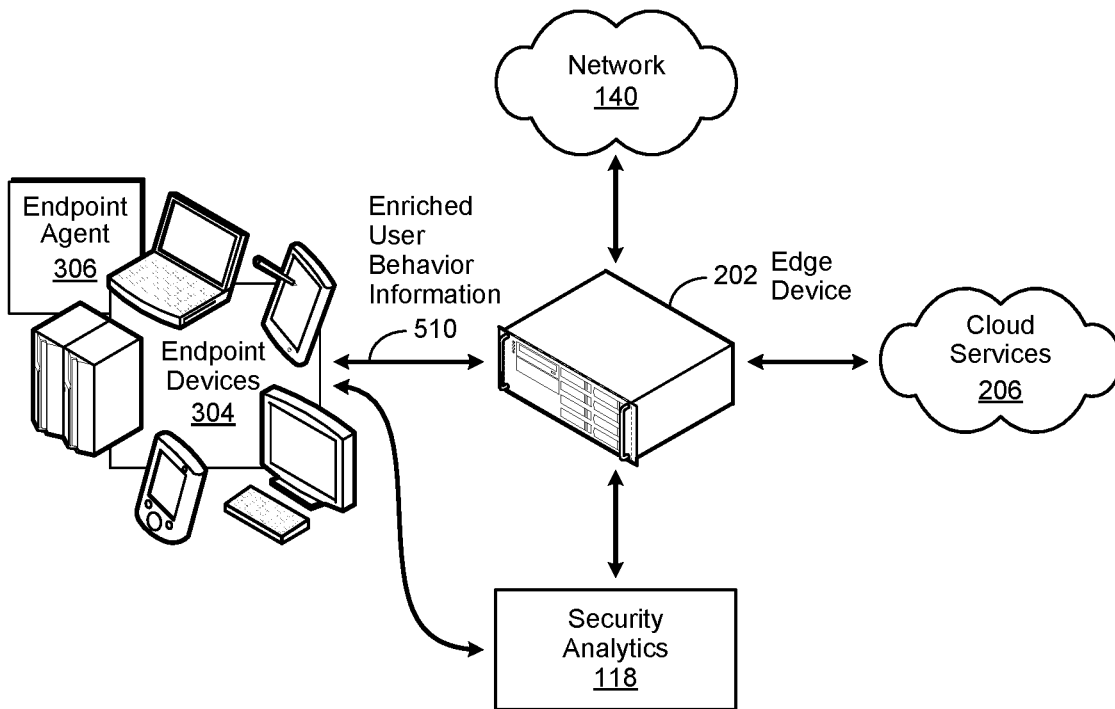 Network
140
Endpoint
Agent
306
Enriched
User
Behavior
Information
510
202
Edge
Device
Endpoint
Devices
304
Cloud
Services
206
Security
Analytics
118